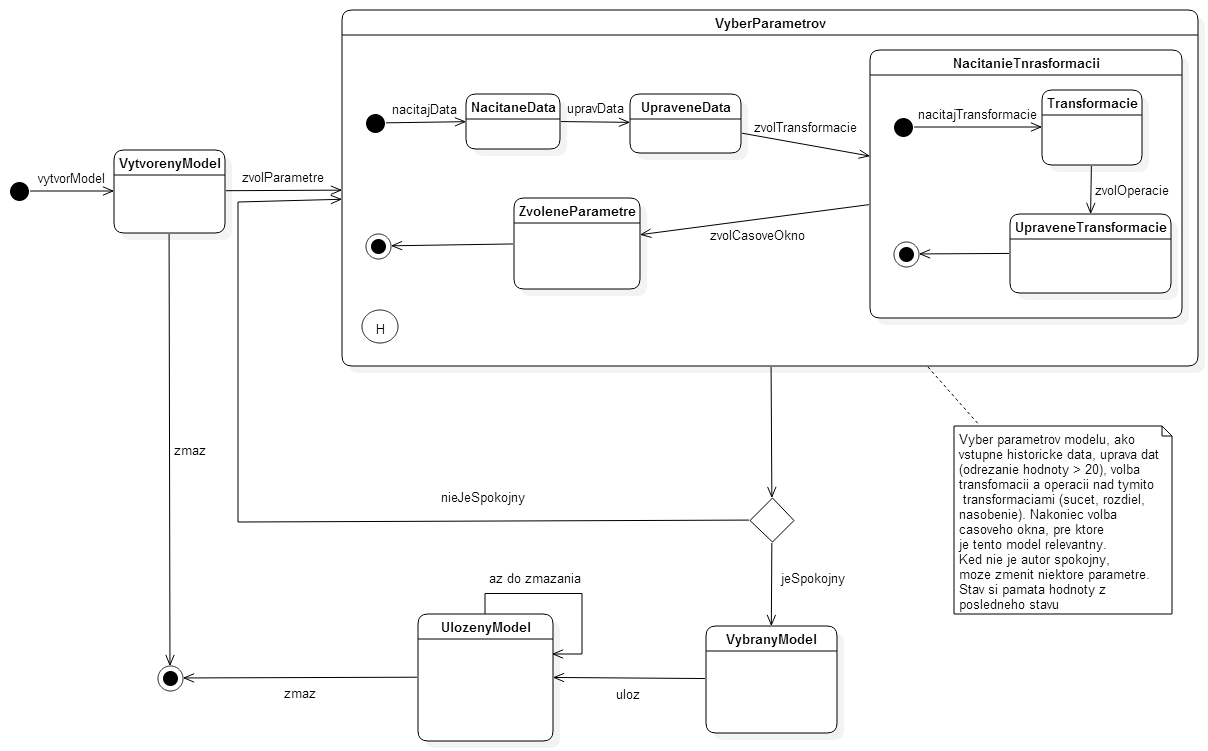 VyberParametrov
NacitanieTnrasformacii
nacitajData
NacitaneData
upravData
UpraveneData
zvolTransformacie
nacitajTransformacie
Transformacie
zvolOperacie
UpraveneTransformacie
vytvorModel
VytvorenyModel
zvolParametre
ZvoleneParametre
zvolCasoveOkno
H
zmaz
nieJeSpokojny
jeSpokojny
Vyber parametrov modelu, ako
vstupne historicke data, uprava dat
(odrezanie hodnoty > 20), volba
transfomacii a operacii nad tymito
transformaciami (sucet, rozdiel,
nasobenie). Nakoniec volba
casoveho okna, pre ktore
je tento model relevantny.
Ked nie je autor spokojny,
moze zmenit niektore parametre.
Stav si pamata hodnoty z
posledneho stavu
az do zmazania
UlozenyModel
VybranyModel
zmaz
uloz